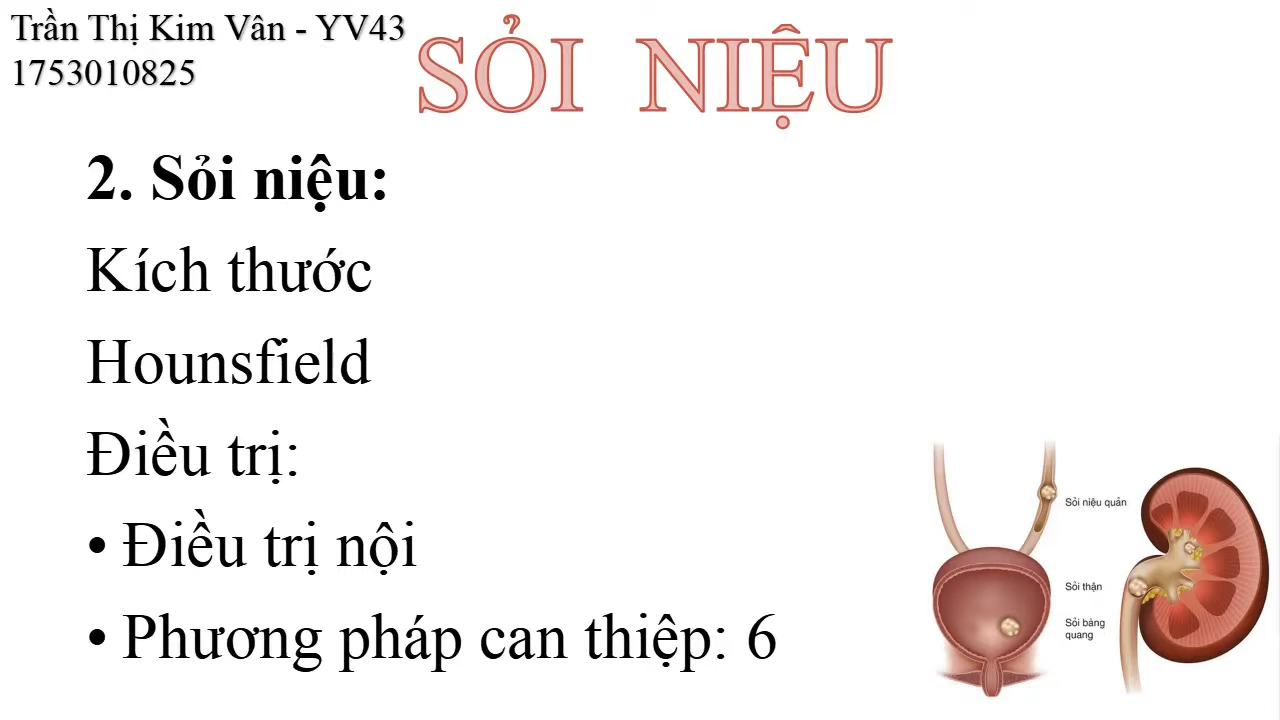 Trần Thị Kim Vân - YV43
1753010825
SỎI NIỆU
2. Sỏi niệu:
Kích thước
Hounsfield
Điều trị:
• Điều trị nội
• Phương pháp can thiệp: 6
Sỏi niệu quản
Sỏi thận
Sỏi bàng
quang